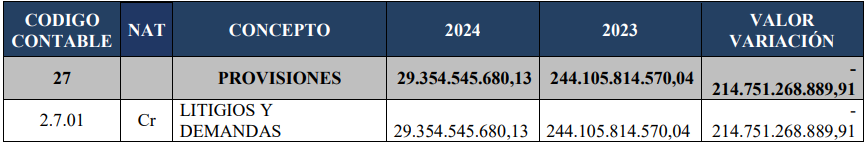 CODIGO CONTABLE NAT CONCEPTO 2024 2023 VALOR VARIACIÓN
27 PROVISIONES 29.354.545.680,13 244.105.814.570,04 - 214.751.268.889,91
2.7.01 Cr LITIGIOS Y DEMANDAS 29.354.545.680,13 244.105.814.570,04 - 214.751.268.889,91